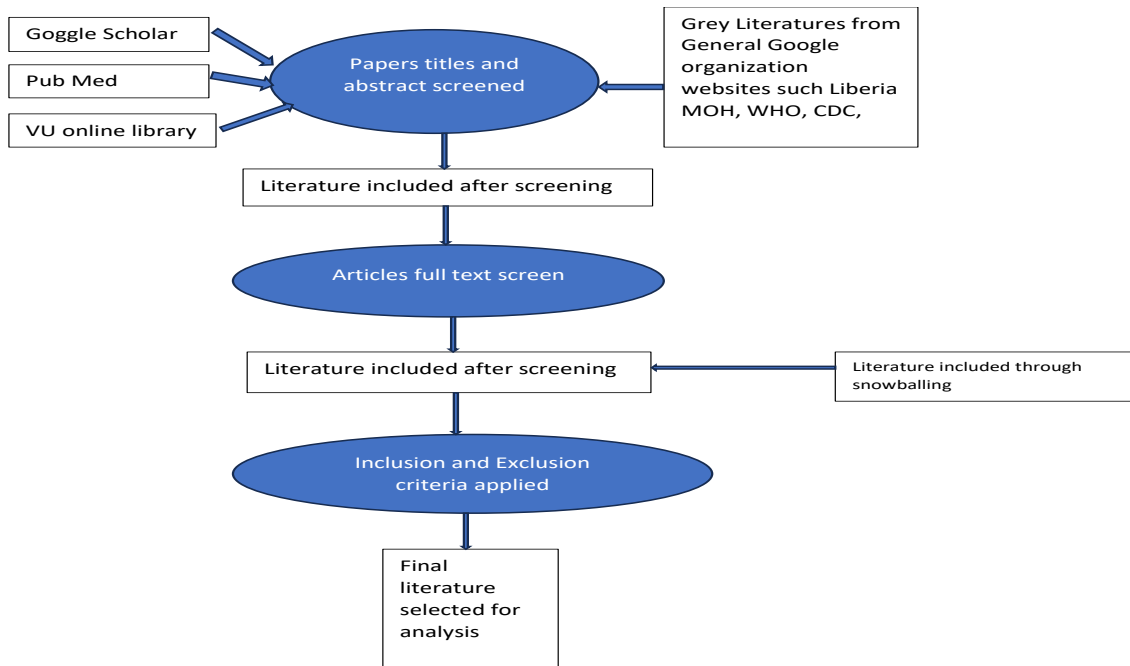 Goggle Scholar
Pub Med
VU online library
Papers titles and
abstract screened
Grey Literatures from
General Google
organization
websites such Liberia
MOH, WHO, CDC,
Literature included after screening
Articles full text screen
Literature included after screening
Literature included through
snowballing
Inclusion and Exclusion
criteria applied
Final
literature
selected for
analysis